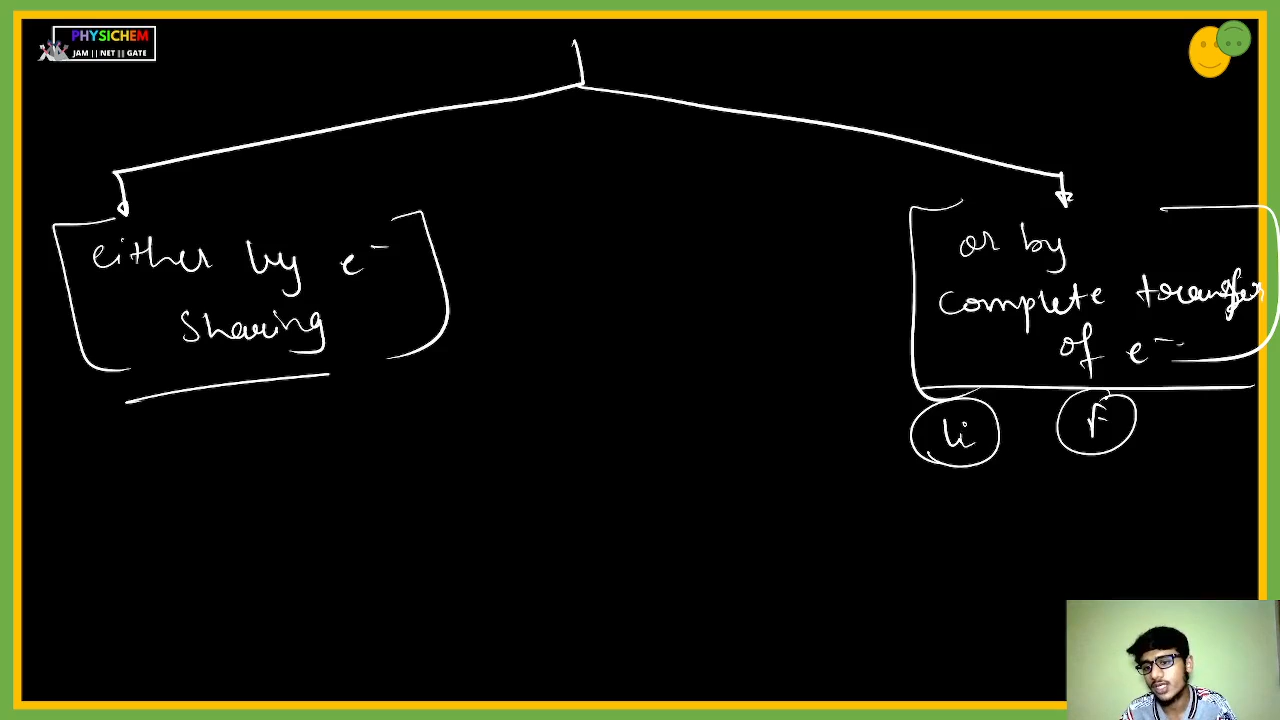 PHYSICHEM
JAM || NET || GATE
either by e⁻
sharing
or by
complete transfer
of e⁻
Li F